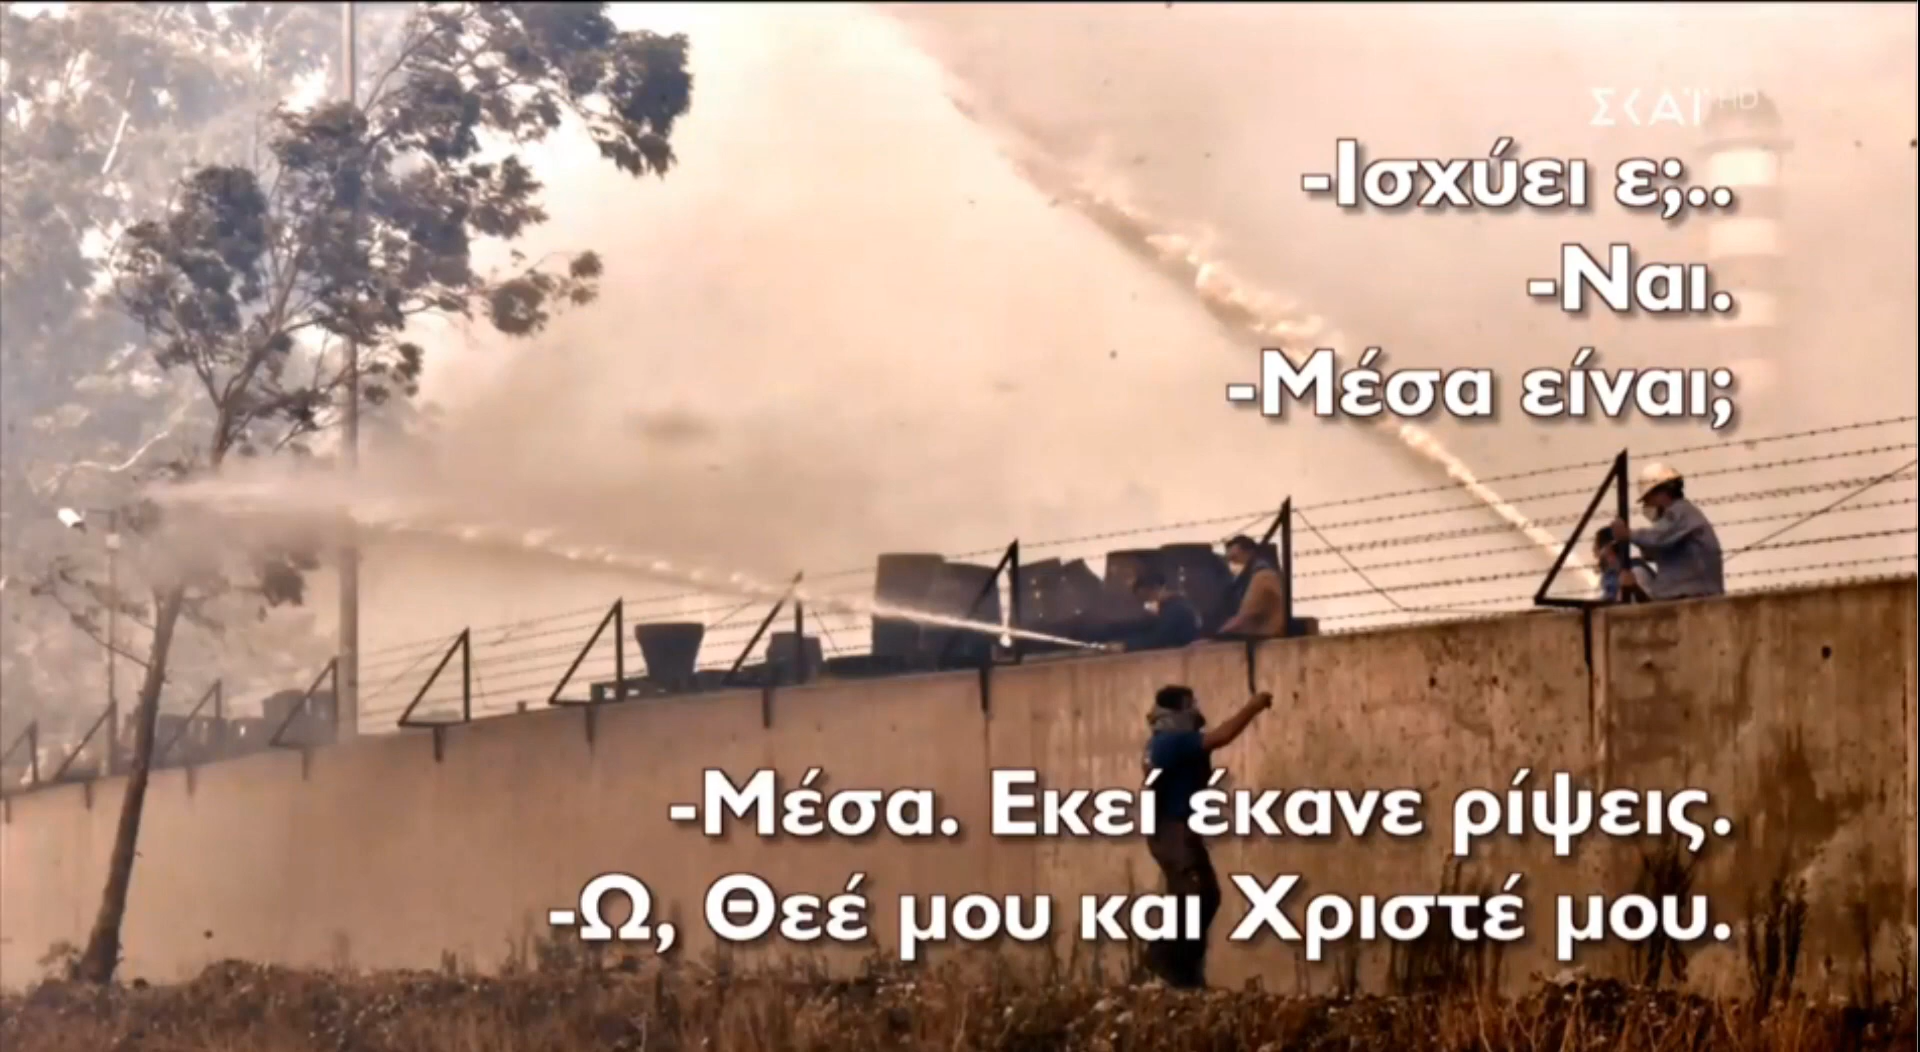 ΣΚΑΪ HD
-Ισχύει ε;..
-Ναι.
-Μέσα είναι;
-Μέσα. Εκεί έκανε ρίψεις.
-Ω, Θεέ μου και Χριστέ μου.